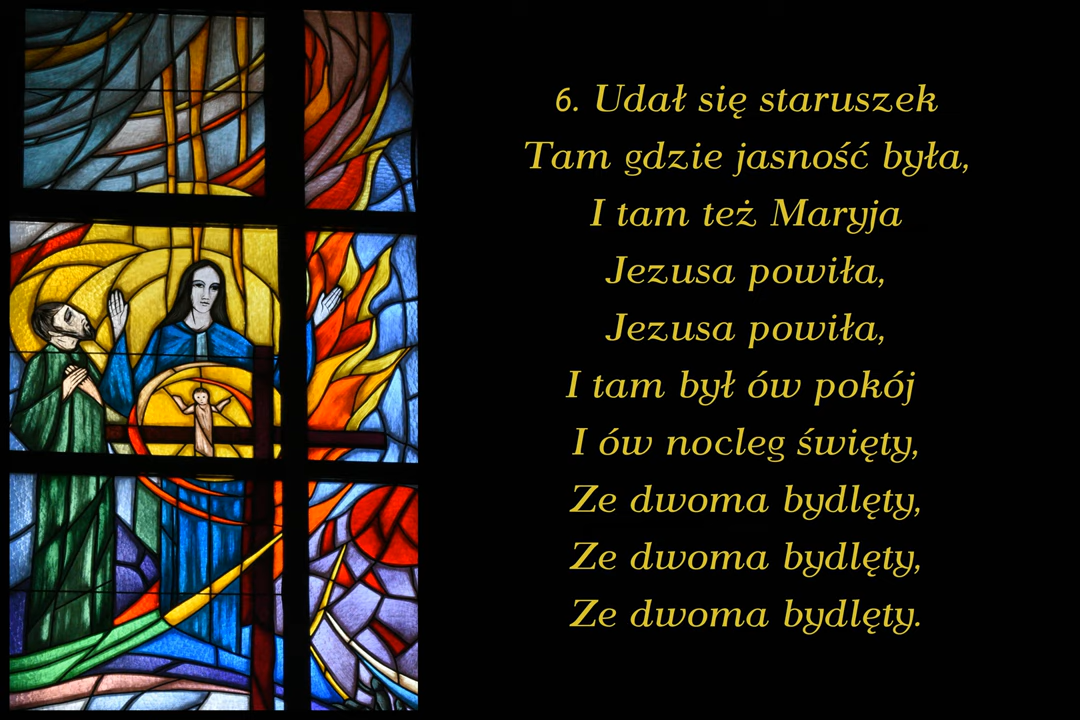 6. Udał się staruszek
Tam gdzie jasność była,
I tam też Maryja
Jezusa powiła,
Jezusa powiła,
I tam był ów pokój
I ów nocleg święty,
Ze dwoma bydlęty,
Ze dwoma bydlęty,
Ze dwoma bydlęty.